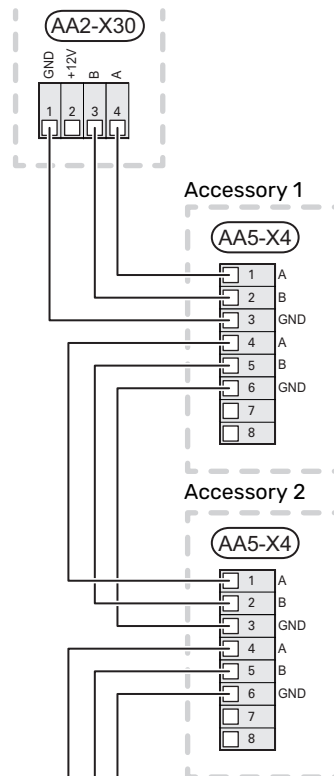 AA2-X30
GND +12V B A
1 2 3 4
Accessory 1
AA5-X4
1 A
2 B
3 GND
4 A
5 B
6 GND
7
8
Accessory 2
AA5-X4
1 A
2 B
3 GND
4 A
5 B
6 GND
7
8